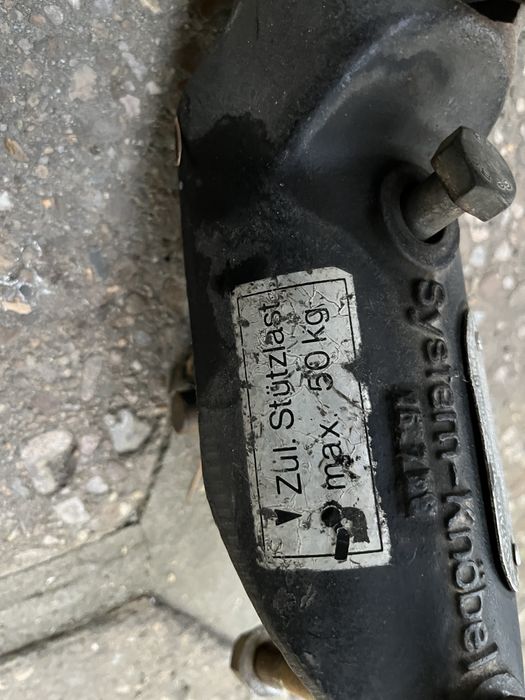 Zul. Stützlast
max. 50 kg
System-Knöbel